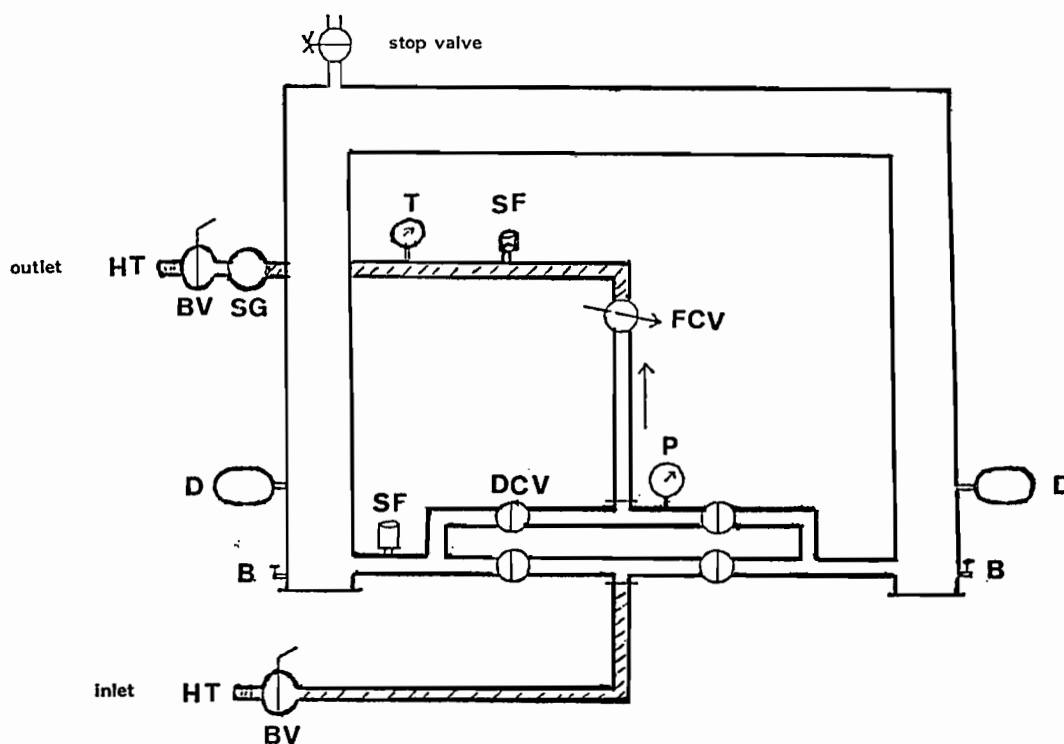 stop valve
T
SF
outlet HT
BV SG
FCV
P
D
DCV
D
SF
B
B
inlet HT
BV